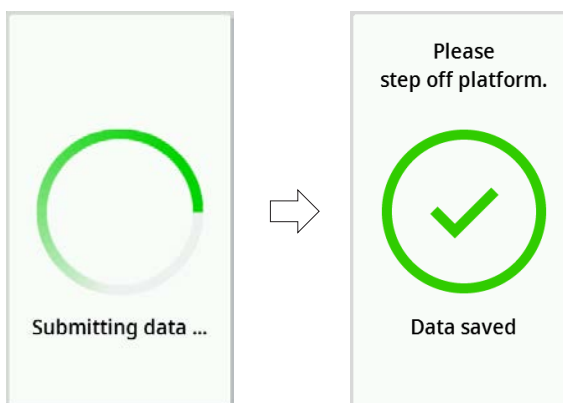 Submitting data ...
Please
step off platform.
Data saved